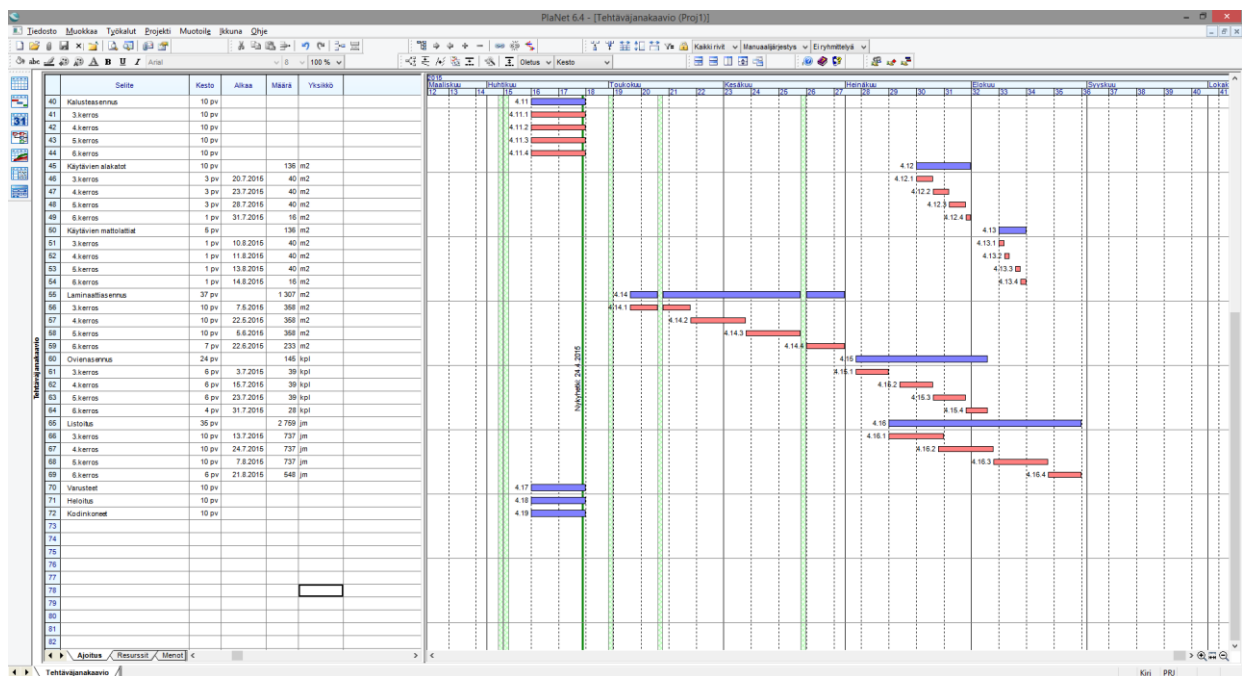 PlaNet 6.4 - [Tehtäväjanakaavio (Proj1)]
Tiedosto Muokkaa Työkalut Projekti Muotoile Ikkuna Ohje
Kaikki rivit Manuaalijärjestys Ei ryhmittelyä
abc A B U I Arial 8 100 % Oletus Kesto
Selite Kesto Alkaa Määrä Yksikkö
2015
Maaliskuu Huhtikuu Toukokuu Kesäkuu Heinäkuu Elokuu Syyskuu Lokak
12 13 14 15 16 17 18 19 20 21 22 23 24 25 26 27 28 29 30 31 32 33 34 35 36 37 38 39 40 41
40 Kalusteasennus 10 pv 4.11
41 3.kerros 10 pv 4.11.1
42 4.kerros 10 pv 4.11.2
43 5.kerros 10 pv 4.11.3
44 6.kerros 10 pv 4.11.4
45 Käytävien alakatot 10 pv 136 m2 4.12
46 3.kerros 3 pv 20.7.2015 40 m2 4.12.1
47 4.kerros 3 pv 23.7.2015 40 m2 4.12.2
48 5.kerros 3 pv 28.7.2015 40 m2 4.12.3
49 6.kerros 1 pv 31.7.2015 16 m2 4.12.4
50 Käytävien mattolattiat 5 pv 136 m2 4.13
51 3.kerros 1 pv 10.8.2015 40 m2 4.13.1
52 4.kerros 1 pv 11.8.2015 40 m2 4.13.2
53 5.kerros 1 pv 13.8.2015 40 m2 4.13.3
54 6.kerros 1 pv 14.8.2015 16 m2 4.13.4
55 Laminaattiasennus 37 pv 1 307 m2 4.14
56 3.kerros 10 pv 7.5.2015 358 m2 4.14.1
57 4.kerros 10 pv 22.5.2015 358 m2 4.14.2
58 5.kerros 10 pv 5.6.2015 358 m2 4.14.3
59 6.kerros 7 pv 22.6.2015 233 m2 4.14.4
60 Ovienasennus 24 pv 145 kpl 4.15
61 3.kerros 6 pv 3.7.2015 39 kpl 4.15.1
62 4.kerros 6 pv 15.7.2015 39 kpl 4.15.2
63 5.kerros 6 pv 23.7.2015 39 kpl 4.15.3
64 6.kerros 4 pv 31.7.2015 28 kpl 4.15.4
65 Listoitus 35 pv 2 759 jm 4.16
66 3.kerros 10 pv 13.7.2015 737 jm 4.16.1
67 4.kerros 10 pv 24.7.2015 737 jm 4.16.2
68 5.kerros 10 pv 7.8.2015 737 jm 4.16.3
69 6.kerros 6 pv 21.8.2015 548 jm 4.16.4
70 Varusteet 10 pv 4.17
71 Heloitus 10 pv 4.18
72 Kodinkoneet 10 pv 4.19
73
74
75
76
77
78
79
80
81
82
Nykyhetki: 24.4.2015
Tehtäväjanakaavio
31
Ajoitus Resurssit Menot
Tehtäväjanakaavio
Kirj PRJ